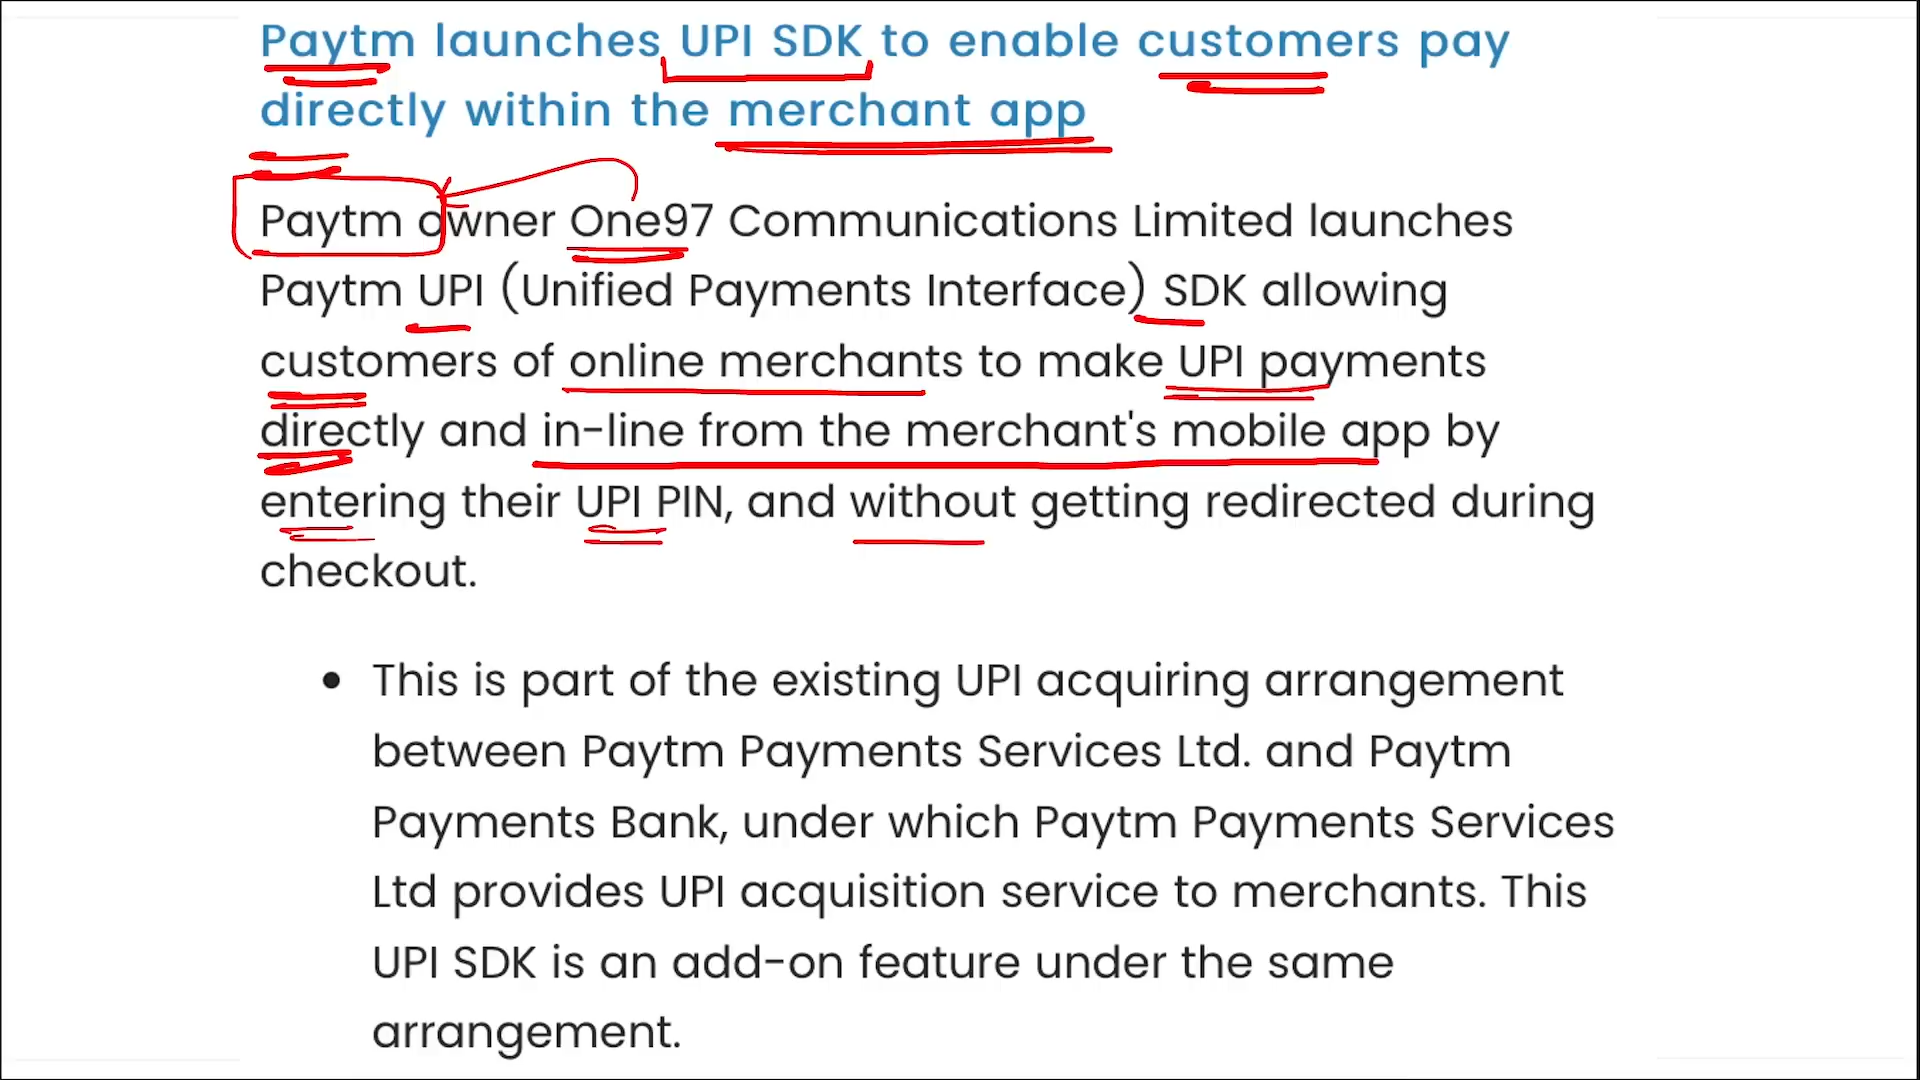 Paytm launches UPI SDK to enable customers pay
directly within the merchant app
Paytm owner One97 Communications Limited launches
Paytm UPI (Unified Payments Interface) SDK allowing
customers of online merchants to make UPI payments
directly and in-line from the merchant's mobile app by
entering their UPI PIN, and without getting redirected during
checkout.
• This is part of the existing UPI acquiring arrangement
between Paytm Payments Services Ltd. and Paytm
Payments Bank, under which Paytm Payments Services
Ltd provides UPI acquisition service to merchants. This
UPI SDK is an add-on feature under the same
arrangement.